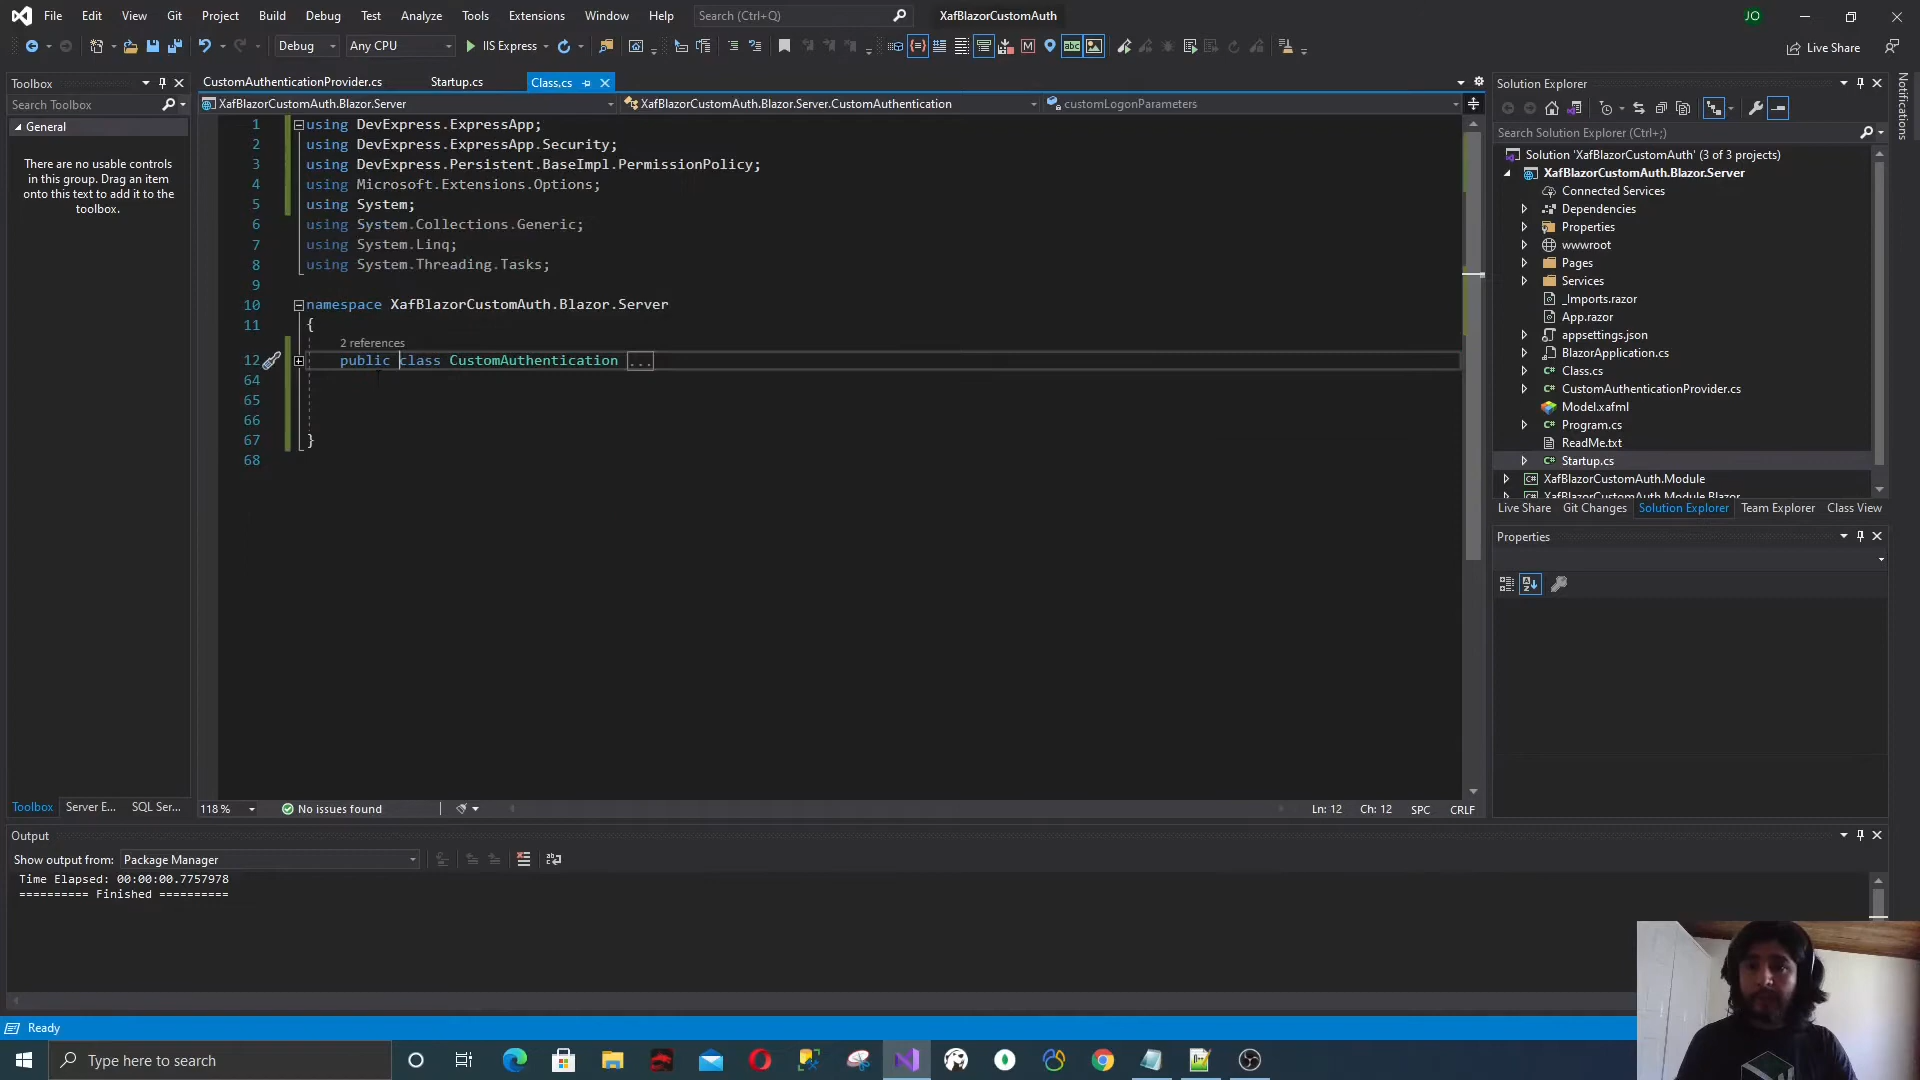 File Edit View Git Project Build Debug Test Analyze Tools Extensions Window Help Search (Ctrl+Q) XafBlazorCustomAuth JO
Debug Any CPU IIS Express Live Share
Toolbox
Search Toolbox
General
There are no usable controls
in this group. Drag an item
onto this text to add it to the
toolbox.
CustomAuthenticationProvider.cs Startup.cs Class.cs
XafBlazorCustomAuth.Blazor.Server XafBlazorCustomAuth.Blazor.Server.CustomAuthentication customLogonParameters
1 using DevExpress.ExpressApp;
2 using DevExpress.ExpressApp.Security;
3 using DevExpress.Persistent.BaseImpl.PermissionPolicy;
4 using Microsoft.Extensions.Options;
5 using System;
6 using System.Collections.Generic;
7 using System.Linq;
8 using System.Threading.Tasks;
9
10 namespace XafBlazorCustomAuth.Blazor.Server
11 {
2 references
12 public class CustomAuthentication ...
64
65
66
67 }
68
118 % No issues found Ln: 12 Ch: 12 SPC CRLF
Toolbox Server E... SQL Ser...
Solution Explorer
Search Solution Explorer (Ctrl+;)
Solution 'XafBlazorCustomAuth' (3 of 3 projects)
XafBlazorCustomAuth.Blazor.Server
Connected Services
Dependencies
Properties
wwwroot
Pages
Services
_Imports.razor
App.razor
appsettings.json
BlazorApplication.cs
C# Class.cs
C# CustomAuthenticationProvider.cs
Model.xafml
C# Program.cs
ReadMe.txt
C# Startup.cs
C# XafBlazorCustomAuth.Module
XafBlazorCustomAuth.Module.Blazor
Live Share Git Changes Solution Explorer Team Explorer Class View
Notifications
Properties
Output
Show output from: Package Manager
Time Elapsed: 00:00:00.7757978
========== Finished ==========
Ready
Type here to search